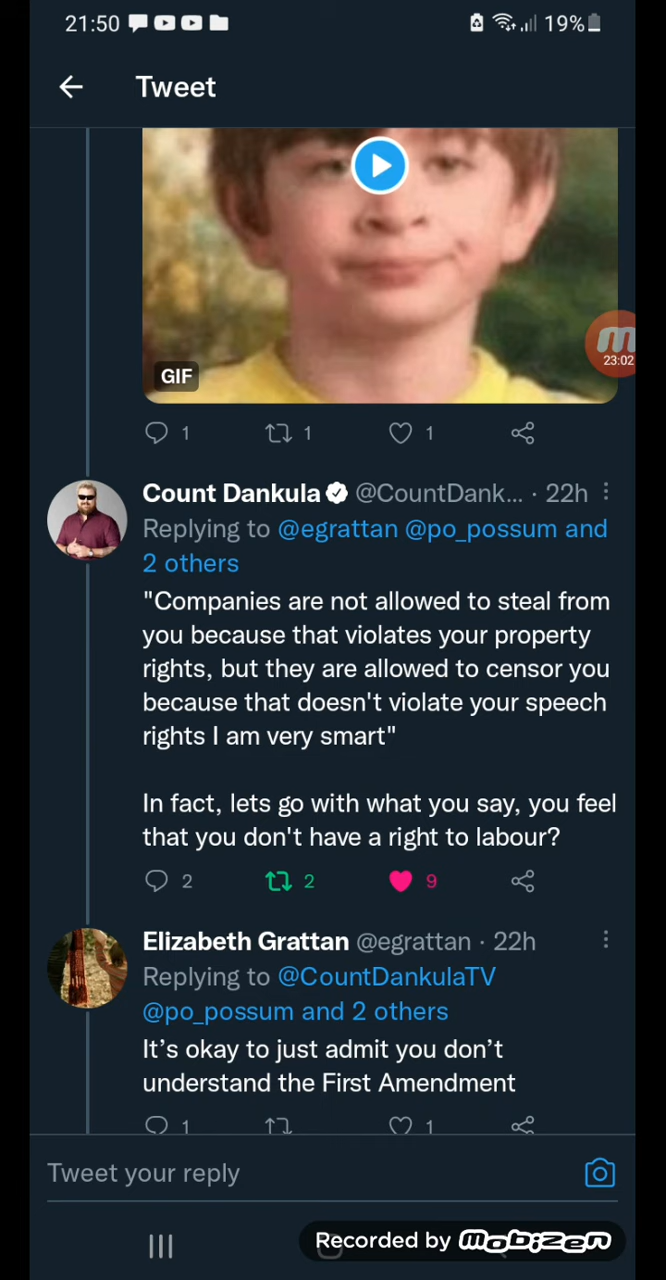 21:50
19%
Tweet
GIF
23:02
1
1
1
Count Dankula @CountDank... · 22h
Replying to @egrattan @po_possum and
2 others
"Companies are not allowed to steal from
you because that violates your property
rights, but they are allowed to censor you
because that doesn't violate your speech
rights I am very smart"
In fact, lets go with what you say, you feel
that you don't have a right to labour?
2
2
9
Elizabeth Grattan @egrattan · 22h
Replying to @CountDankulaTV
@po_possum and 2 others
It’s okay to just admit you don’t
understand the First Amendment
1
1
Tweet your reply
Recorded by mobizen